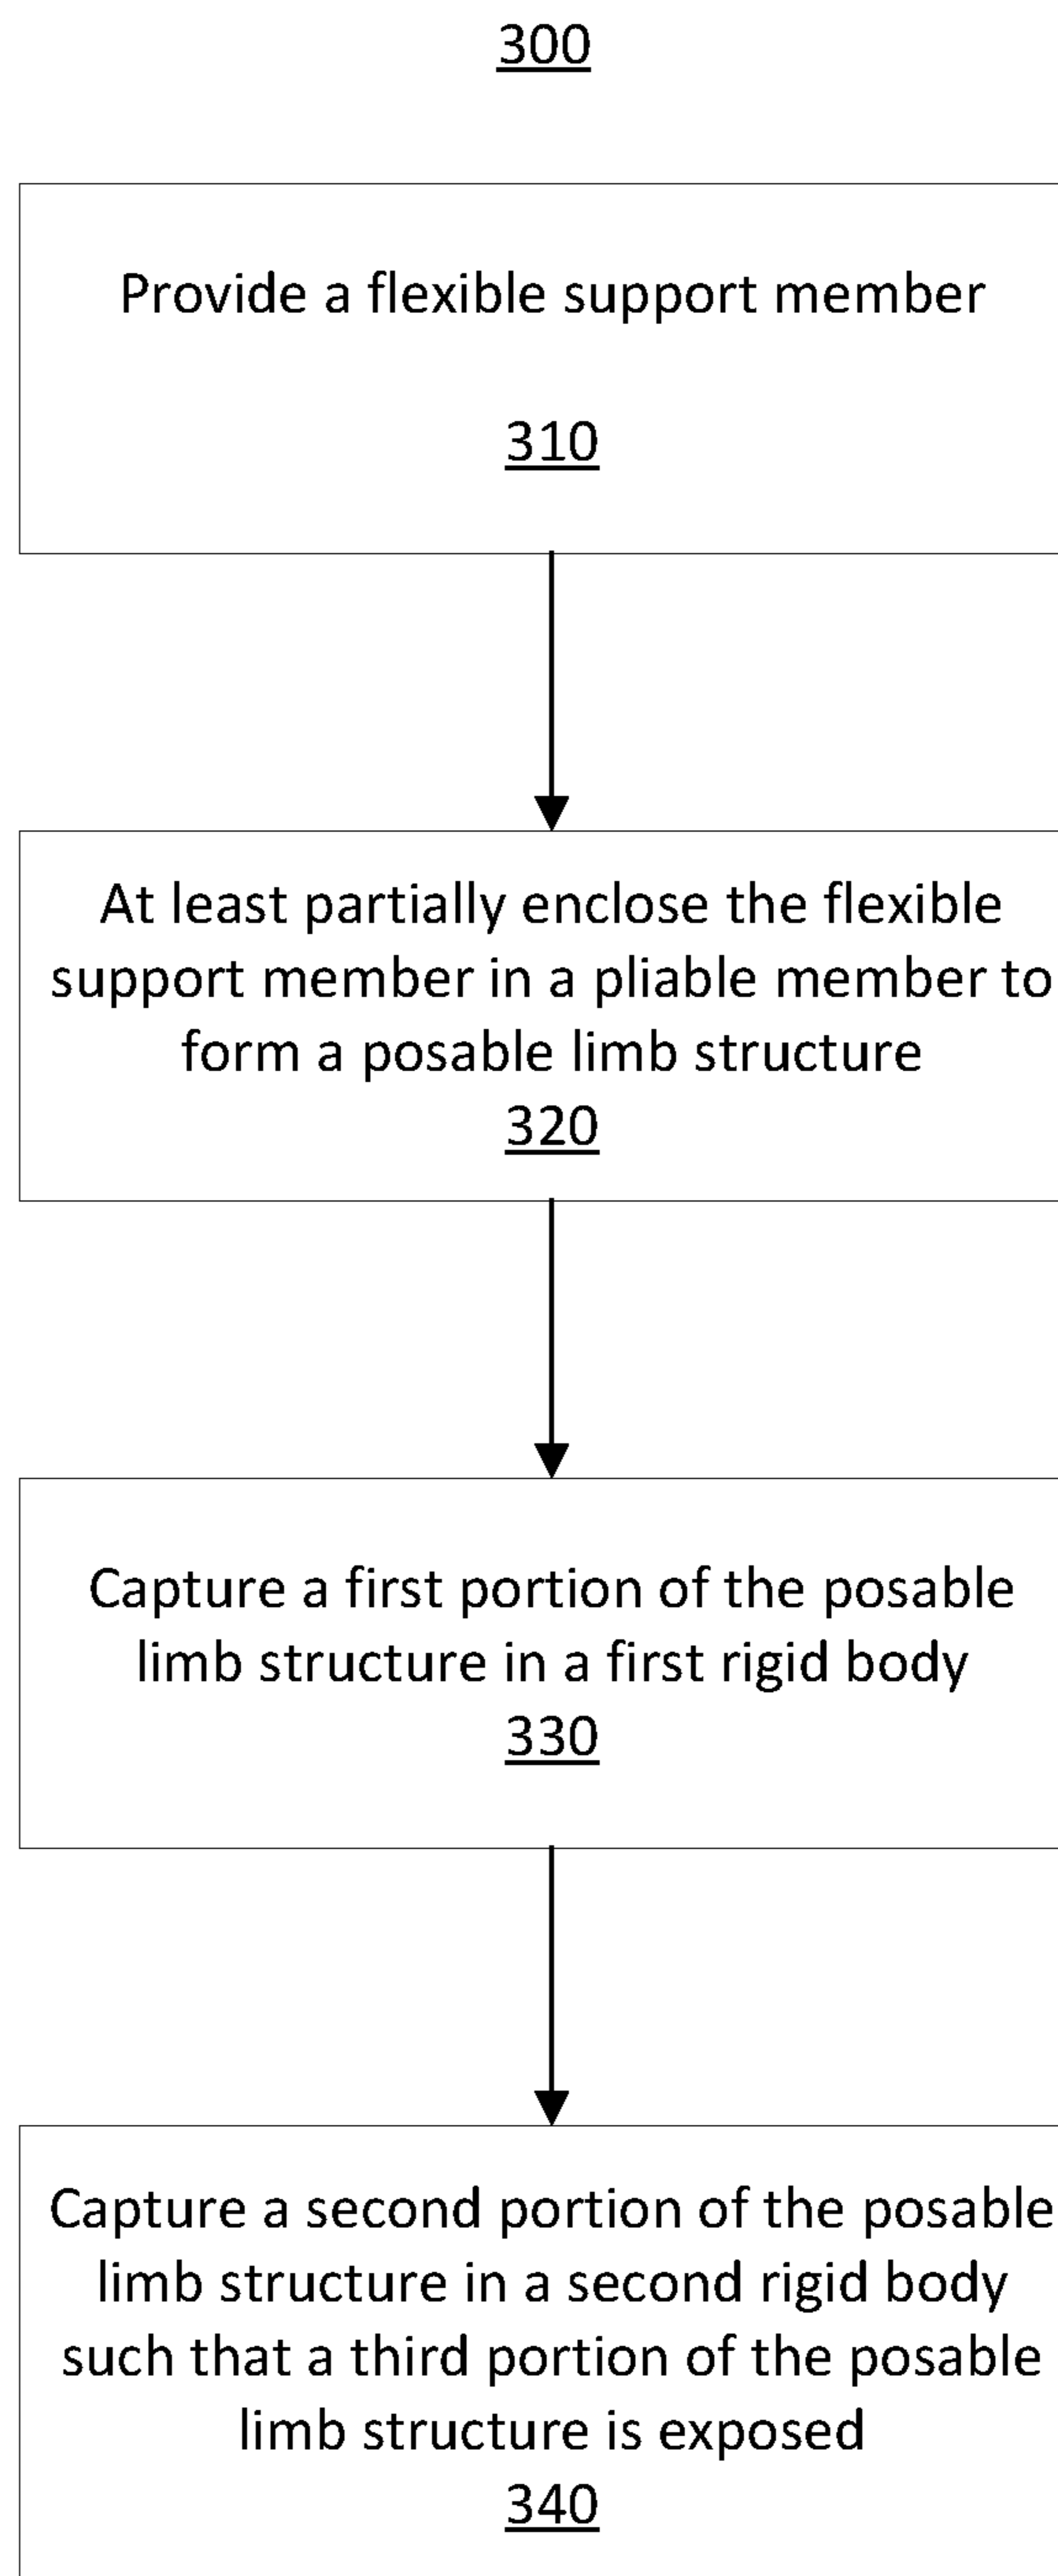 300
Provide a flexible support member
310
At least partially enclose the flexible
support member in a pliable member to
form a posable limb structure
320
Capture a first portion of the posable
limb structure in a first rigid body
330
Capture a second portion of the posable
limb structure in a second rigid body
such that a third portion of the posable
limb structure is exposed
340